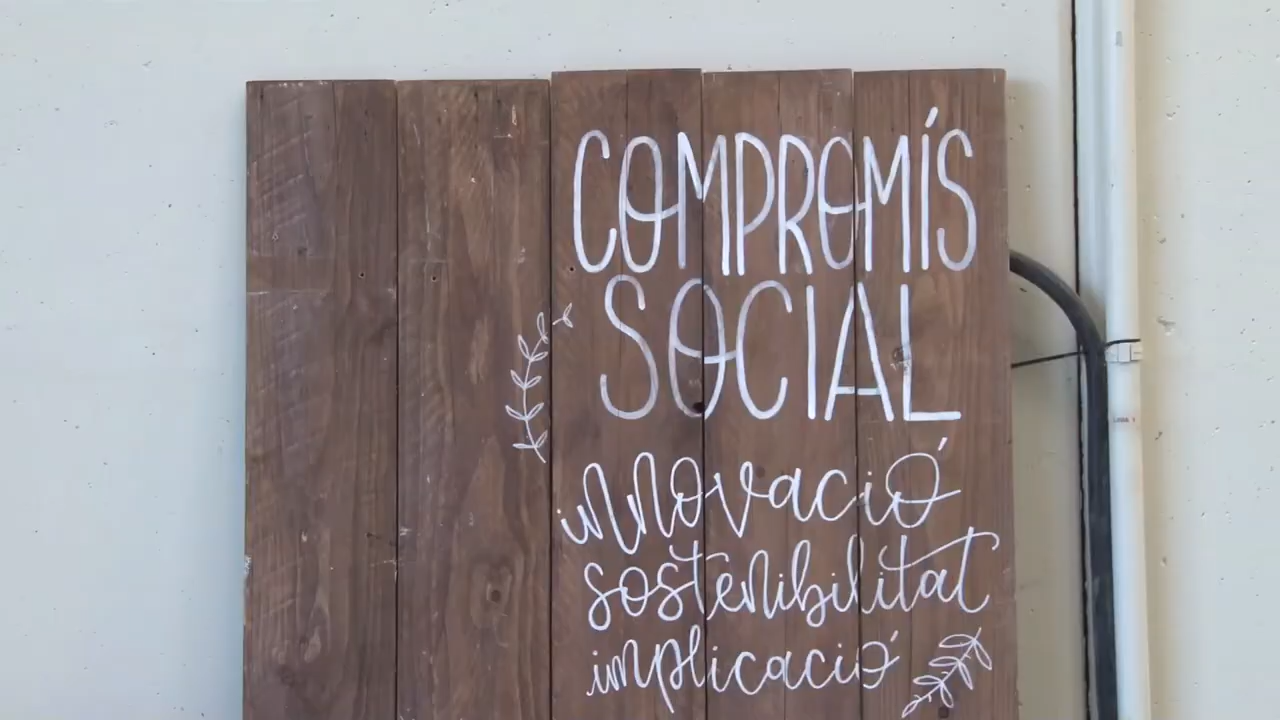 COMPROMÍS
SOCIAL
innovació
sostenibilitat
implicació